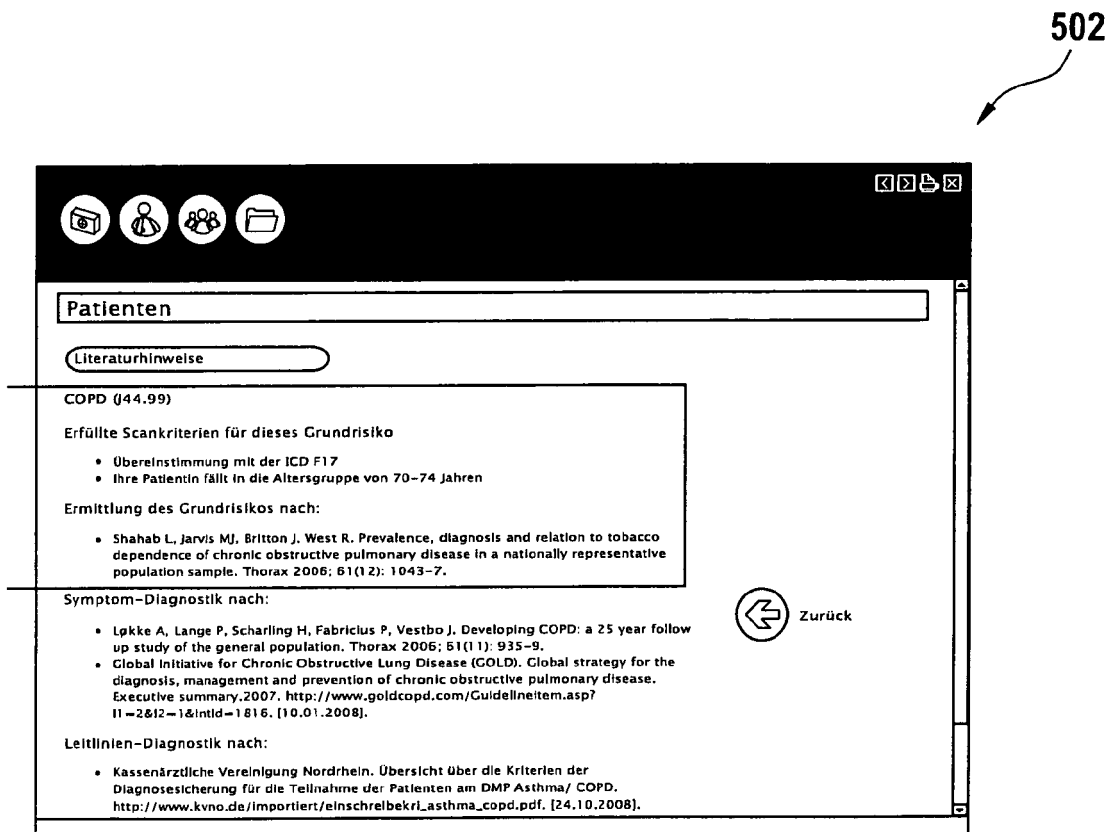 502
Patienten
Literaturhinweise
COPD (J44.99)
Erfüllte Scankriterien für dieses Grundrisiko
• Übereinstimmung mit der ICD F17
• Ihre Patientin fällt in die Altersgruppe von 70–74 Jahren
Ermittlung des Grundrisikos nach:
• Shahab L, Jarvis MJ, Britton J. West R. Prevalence, diagnosis and relation to tobacco
dependence of chronic obstructive pulmonary disease in a nationally representative
population sample. Thorax 2006; 61(12): 1043–7.
Symptom–Diagnostik nach:
• Løkke A, Lange P, Scharling H, Fabricius P, Vestbo J. Developing COPD: a 25 year follow
up study of the general population. Thorax 2006; 61(11): 935–9.
• Global Initiative for Chronic Obstructive Lung Disease (GOLD). Global strategy for the
diagnosis, management and prevention of chronic obstructive pulmonary disease.
Executive summary.2007. http://www.goldcopd.com/Guidelineitem.asp?
l1=2&l2=1&intId=1816. [10.01.2008].
Zurück
Leitlinien–Diagnostik nach:
• Kassenärztliche Vereinigung Nordrhein. Übersicht über die Kriterien der
Diagnosesicherung für die Teilnahme der Patienten am DMP Asthma/ COPD.
http://www.kvno.de/importiert/einschreibekri_asthma_copd.pdf. [24.10.2008].